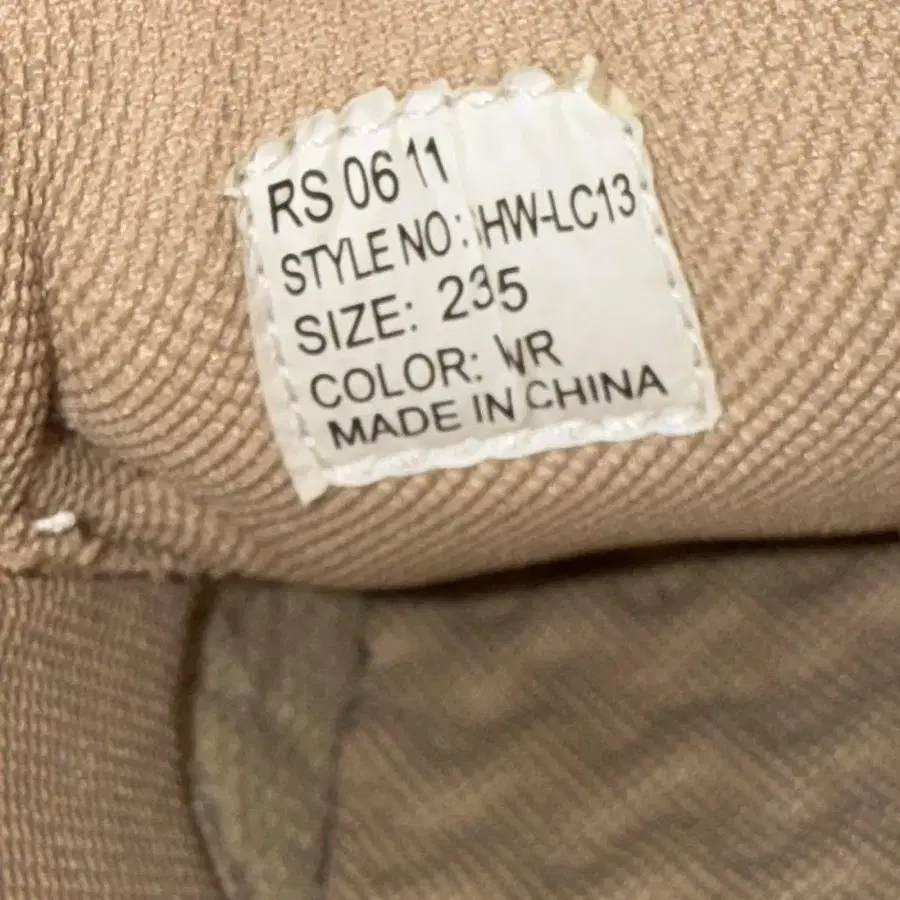 RS 06 11
STYLE NO: HW-LC13
SIZE: 235
COLOR: WR
MADE IN CHINA